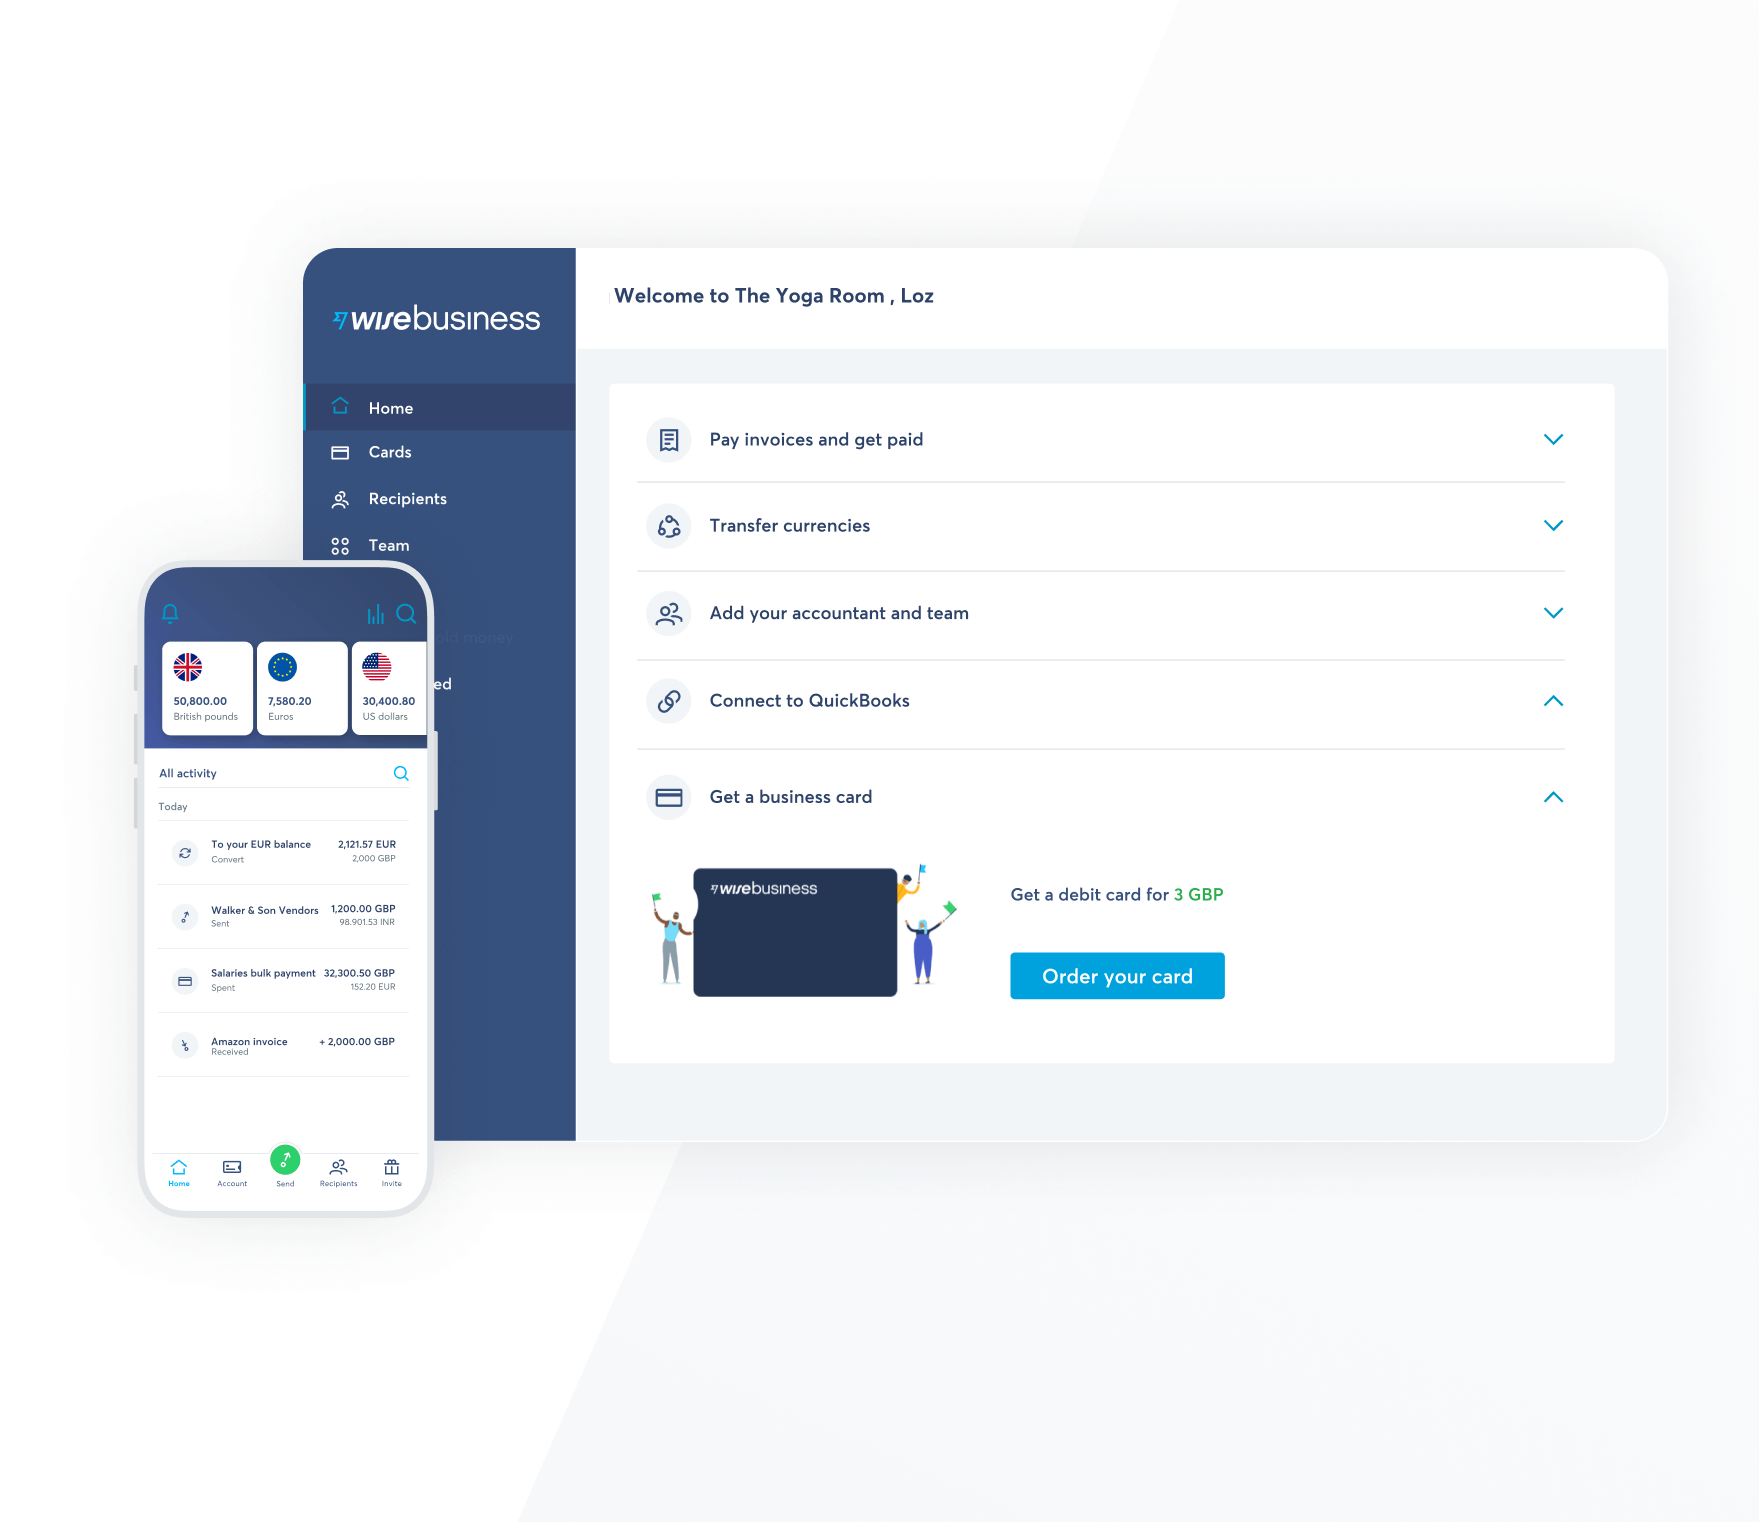 wisebusiness
Home
Cards
Recipients
Team
old money
ed
Welcome to The Yoga Room , Loz
Pay invoices and get paid
Transfer currencies
Add your accountant and team
Connect to QuickBooks
Get a business card
wisebusiness
Get a debit card for 3 GBP
Order your card
50,800.00
British pounds
7,580.20
Euros
30,400.80
US dollars
All activity
Today
To your EUR balance 2,121.57 EUR
Convert 2,000 GBP
Walker & Son Vendors 1,200.00 GBP
Sent 98.901.53 INR
Salaries bulk payment 32,300.50 GBP
Spent 152.20 EUR
Amazon invoice + 2,000.00 GBP
Received
Home Account Send Recipients Invite